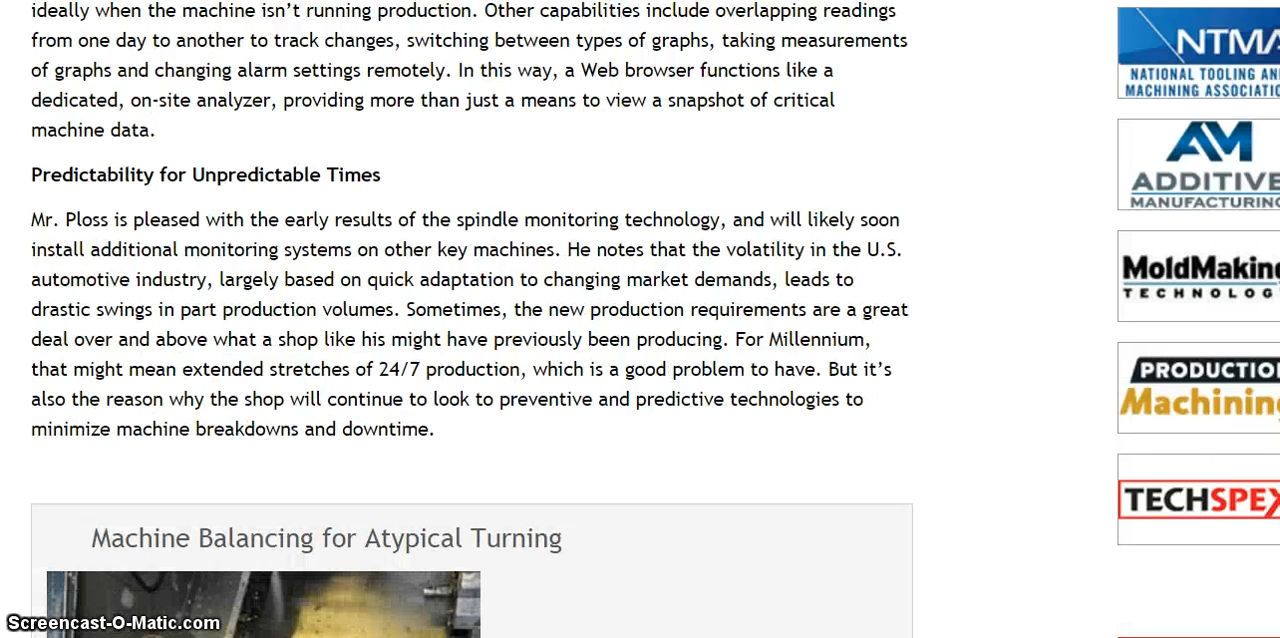 ideally when the machine isn’t running production. Other capabilities include overlapping readings
from one day to another to track changes, switching between types of graphs, taking measurements
of graphs and changing alarm settings remotely. In this way, a Web browser functions like a
dedicated, on-site analyzer, providing more than just a means to view a snapshot of critical
machine data.
Predictability for Unpredictable Times
Mr. Ploss is pleased with the early results of the spindle monitoring technology, and will likely soon
install additional monitoring systems on other key machines. He notes that the volatility in the U.S.
automotive industry, largely based on quick adaptation to changing market demands, leads to
drastic swings in part production volumes. Sometimes, the new production requirements are a great
deal over and above what a shop like his might have previously been producing. For Millennium,
that might mean extended stretches of 24/7 production, which is a good problem to have. But it’s
also the reason why the shop will continue to look to preventive and predictive technologies to
minimize machine breakdowns and downtime.
Machine Balancing for Atypical Turning
Screencast-O-Matic.com
NTMA
NATIONAL TOOLING AN
MACHINING ASSOCIATIO
AM
ADDITIVE
MANUFACTURING
MoldMaking
TECHNOLOG
PRODUCTIO
Machining
TECHSPEX